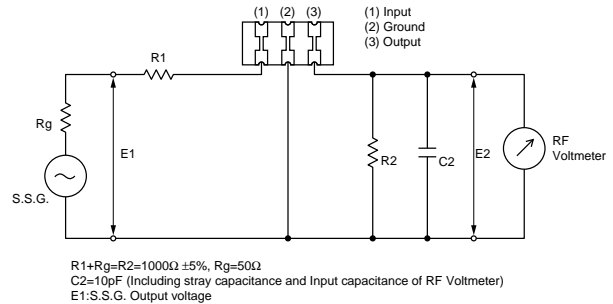 (1) (2) (3)
(1) Input
(2) Ground
(3) Output
R1
Rg
E1
S.S.G.
R2
C2
E2
RF
Voltmeter
R1+Rg=R2=1000Ω ±5%, Rg=50Ω
C2=10pF (Including stray capacitance and Input capacitance of RF Voltmeter)
E1:S.S.G. Output voltage